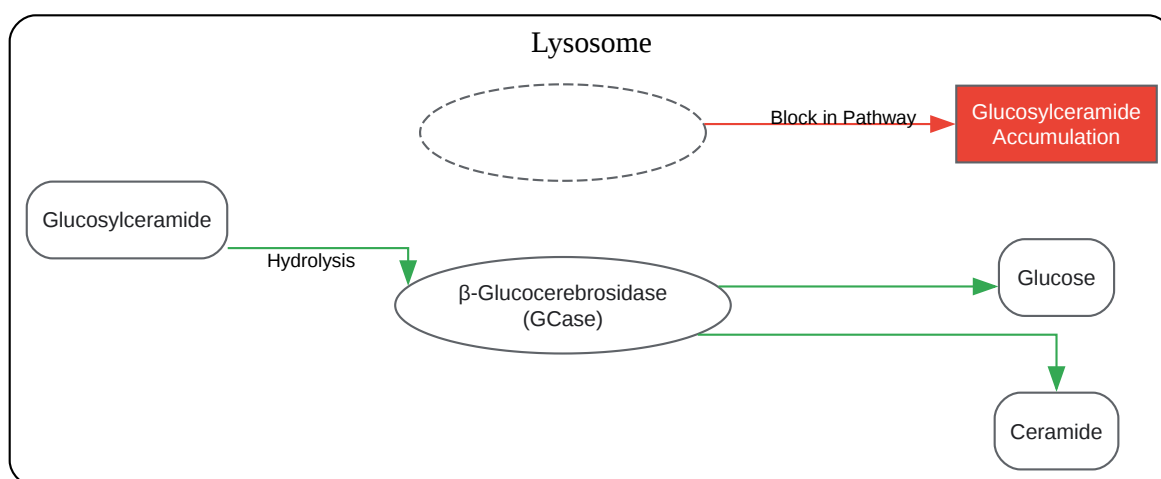 Lysosome
Block in Pathway
Glucosylceramide
Accumulation
Glucosylceramide
Hydrolysis
β-Glucocerebrosidase
(GCase)
Glucose
Ceramide